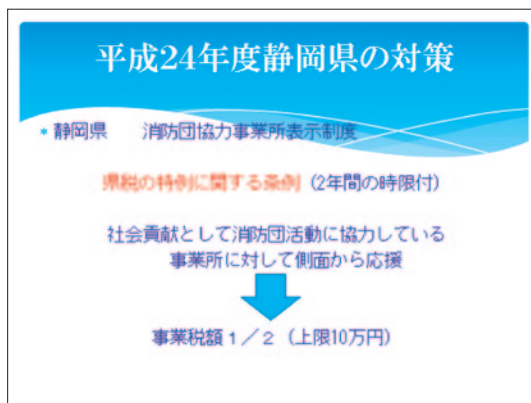 平成24年度静岡県の対策
* 静岡県 消防団協力事業所表示制度
県税の特例に関する条例 (2年間の時限付)
社会貢献として消防団活動に協力している
事業所に対して側面から応援
事業税額1/2 (上限10万円)